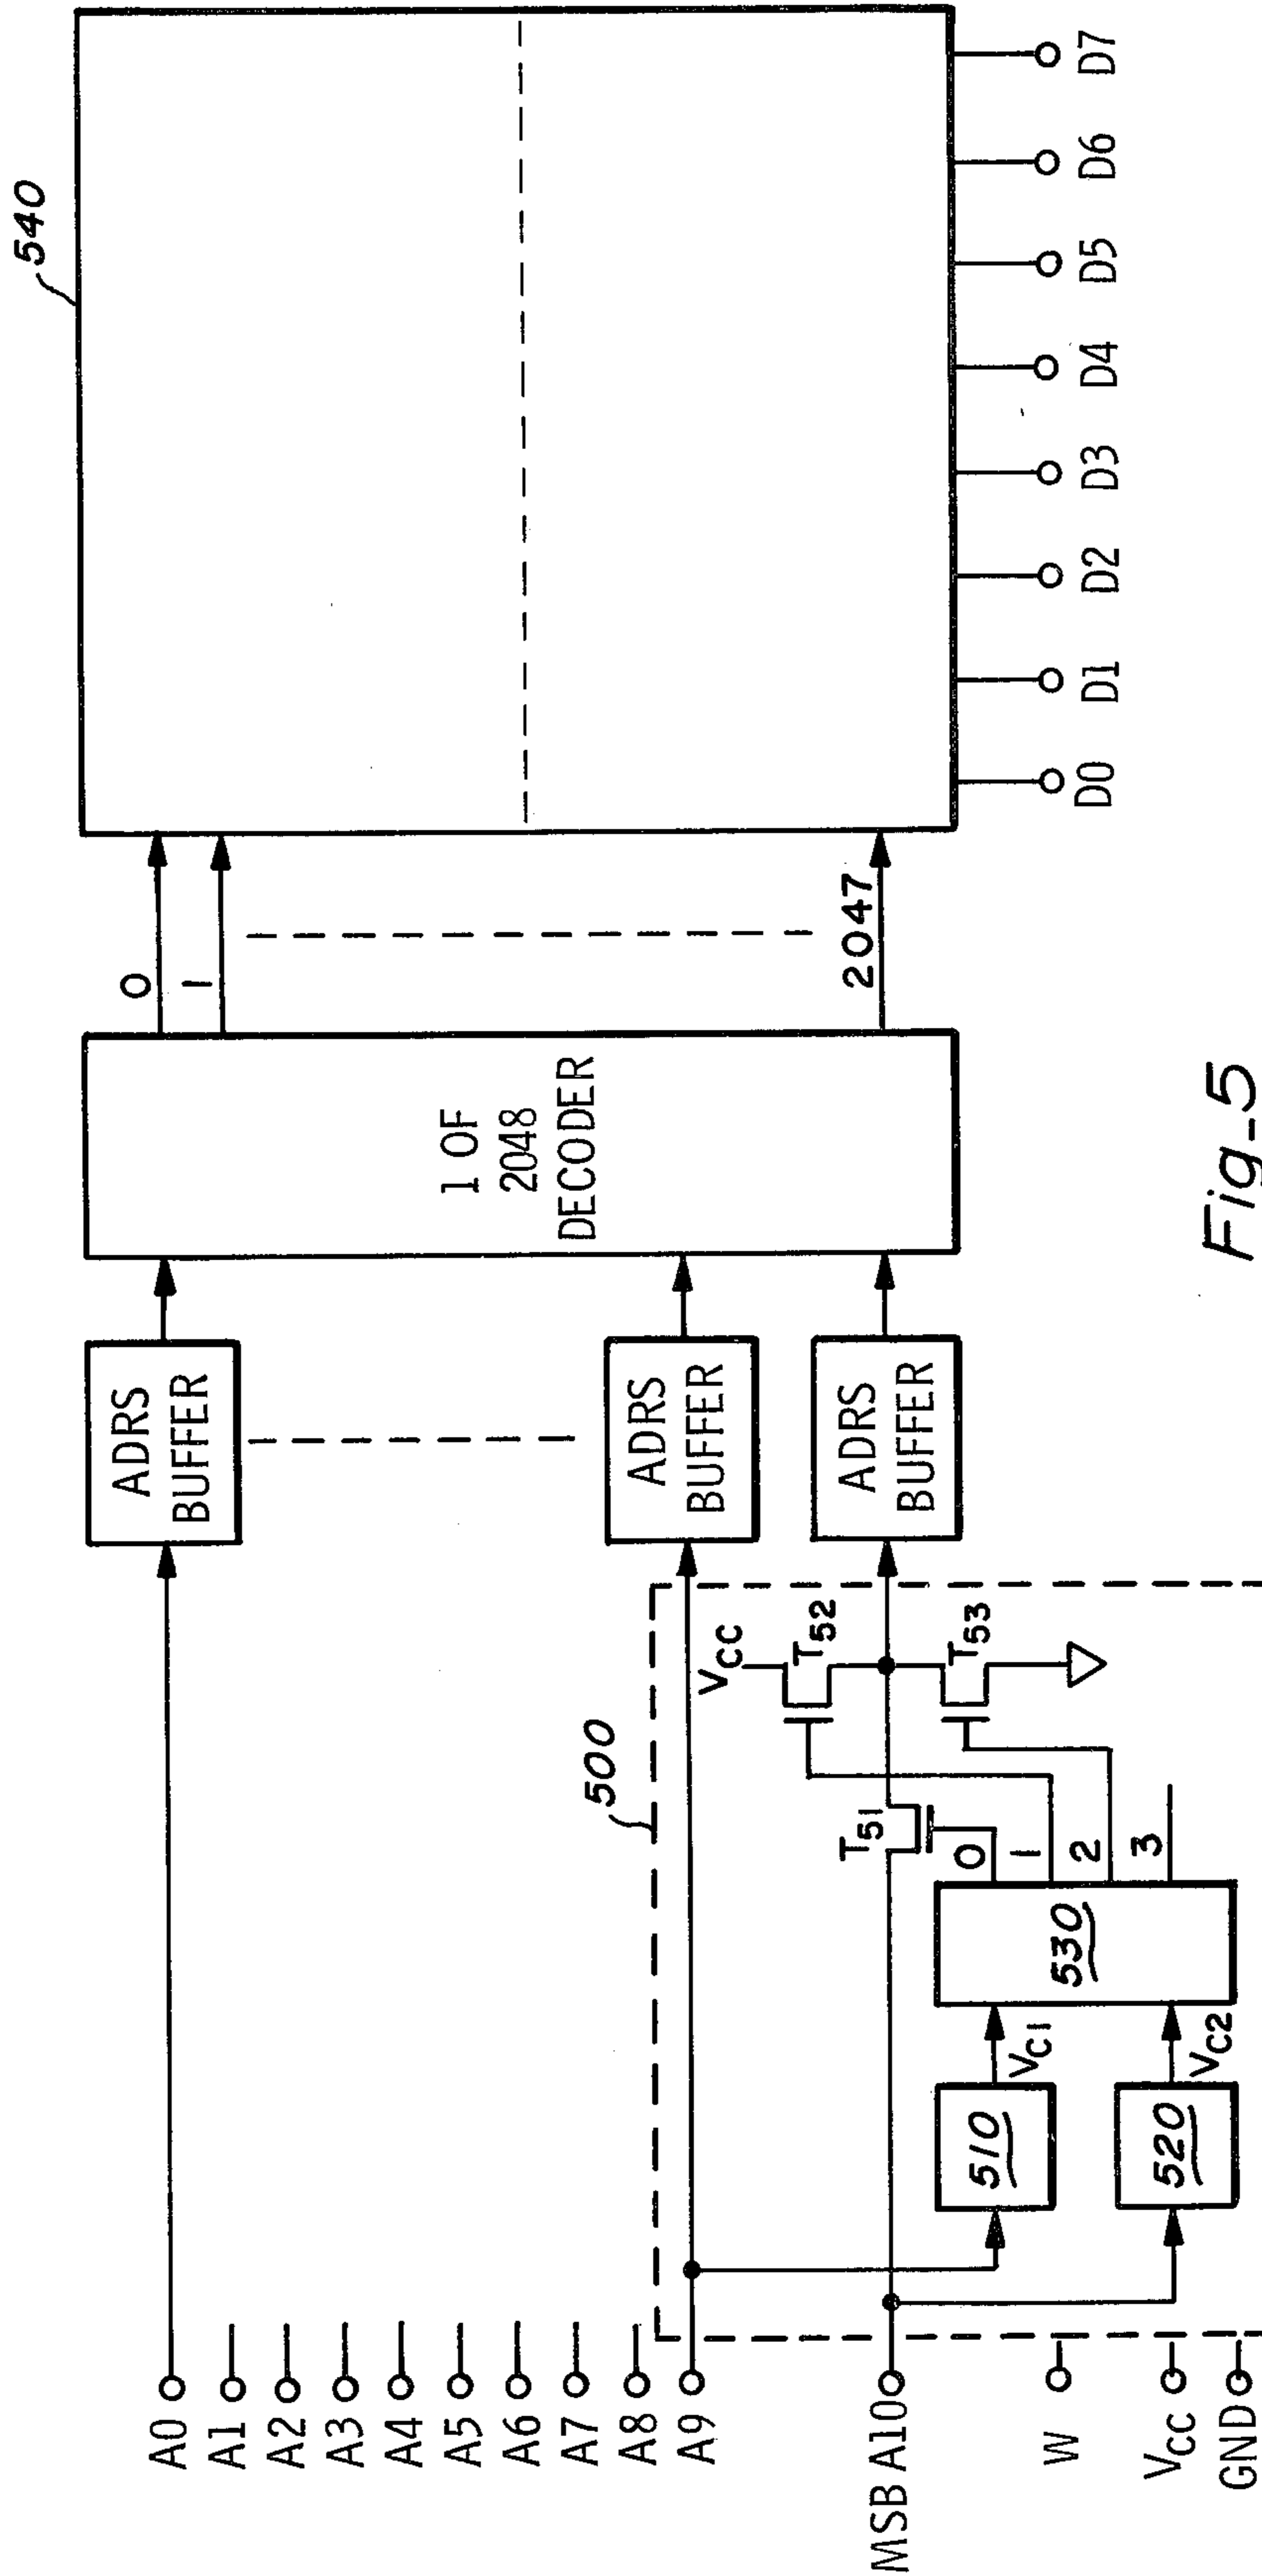 540
0
1
2047
1 OF
2048
DECODER
ADRS
BUFFER
ADRS
BUFFER
ADRS
BUFFER
500
VCC
T52
T53
T51
0
1
2
3
530
VC1
VC2
510
520
A0
A1
A2
A3
A4
A5
A6
A7
A8
A9
MSB A10
W
VCC
GND
D0
D1
D2
D3
D4
D5
D6
D7
Fig_5